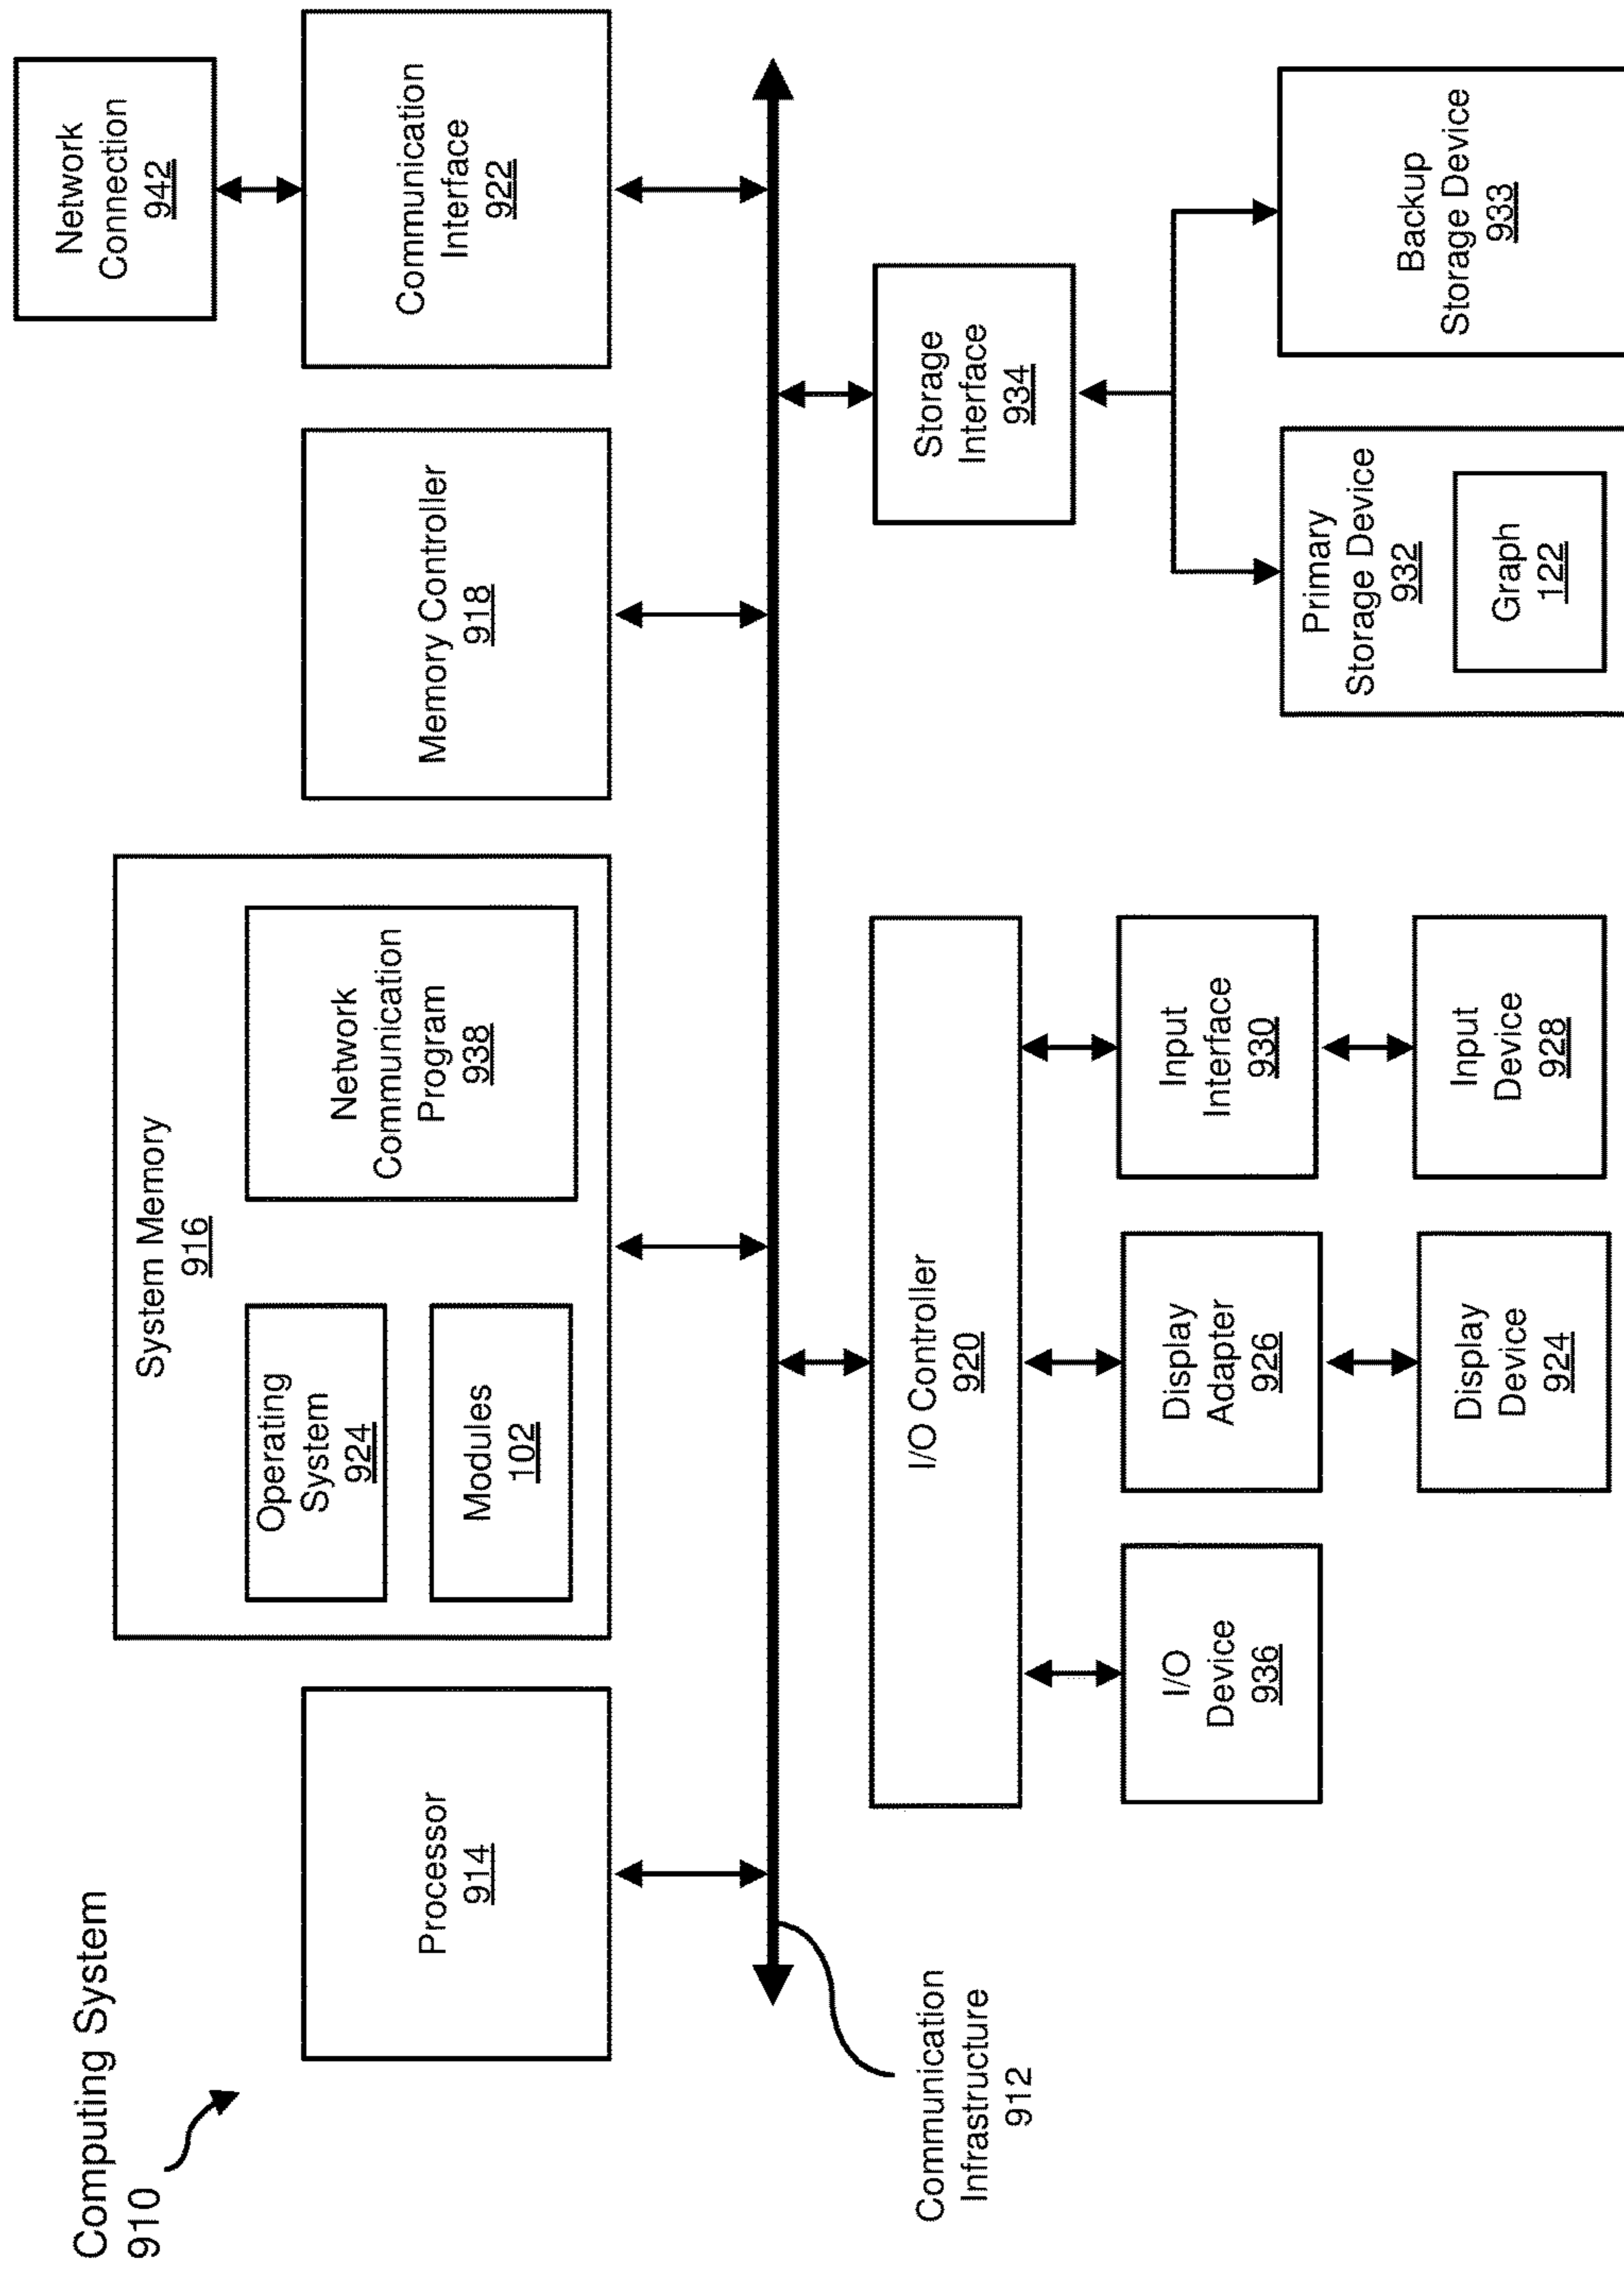 Computing System
910
Processor
914
System Memory
916
Operating
System
924
Modules
102
Network
Communication
Program
938
Memory Controller
918
Network
Connection
942
Communication
Interface
922
Communication
Infrastructure
912
I/O Controller
920
I/O
Device
936
Display
Adapter
926
Display
Device
924
Input
Interface
930
Input
Device
928
Storage
Interface
934
Primary
Storage Device
932
Graph
122
Backup
Storage Device
933